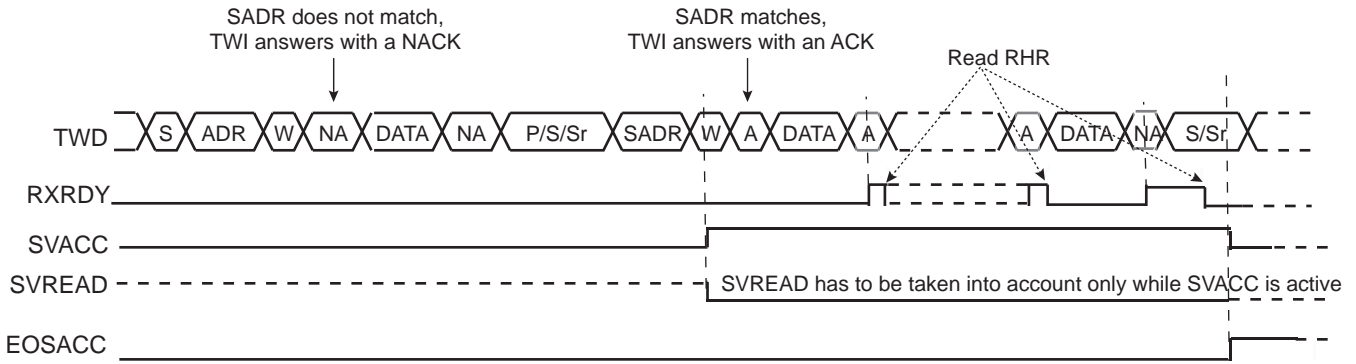 SADR does not match,
TWI answers with a NACK
SADR matches,
TWI answers with an ACK
Read RHR
TWD S ADR W NA DATA NA P/S/Sr SADR W A DATA A A DATA NA S/Sr
RXRDY
SVACC
SVREAD SVREAD has to be taken into account only while SVACC is active
EOSACC